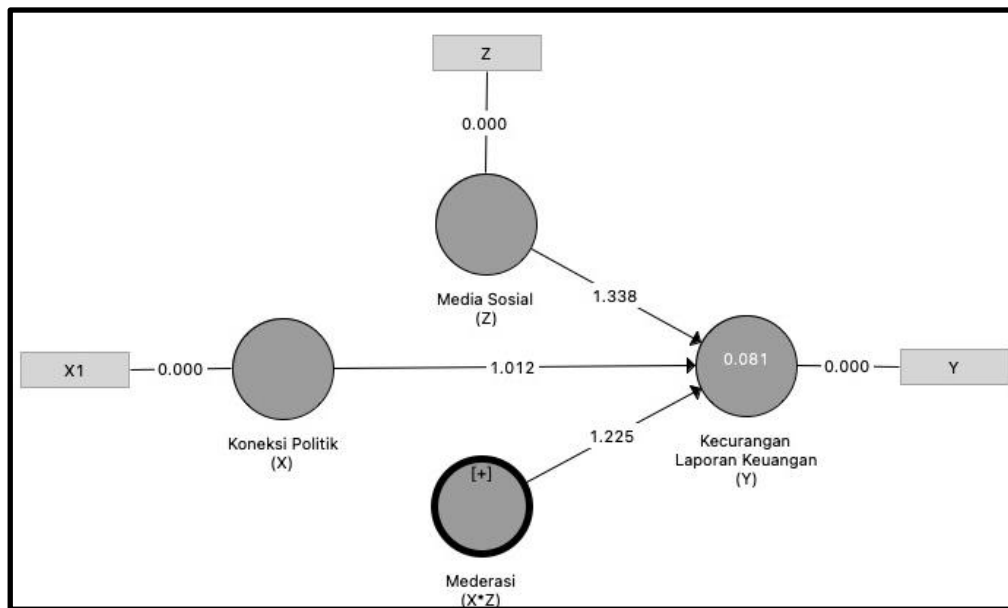 Z
0.000
Media Sosial
(Z)
1.338
X1
0.000
Koneksi Politik
(X)
1.012
0.081
Kecurangan
Laporan Keuangan
(Y)
0.000
Y
1.225
[+]
Mederasi
(X*Z)